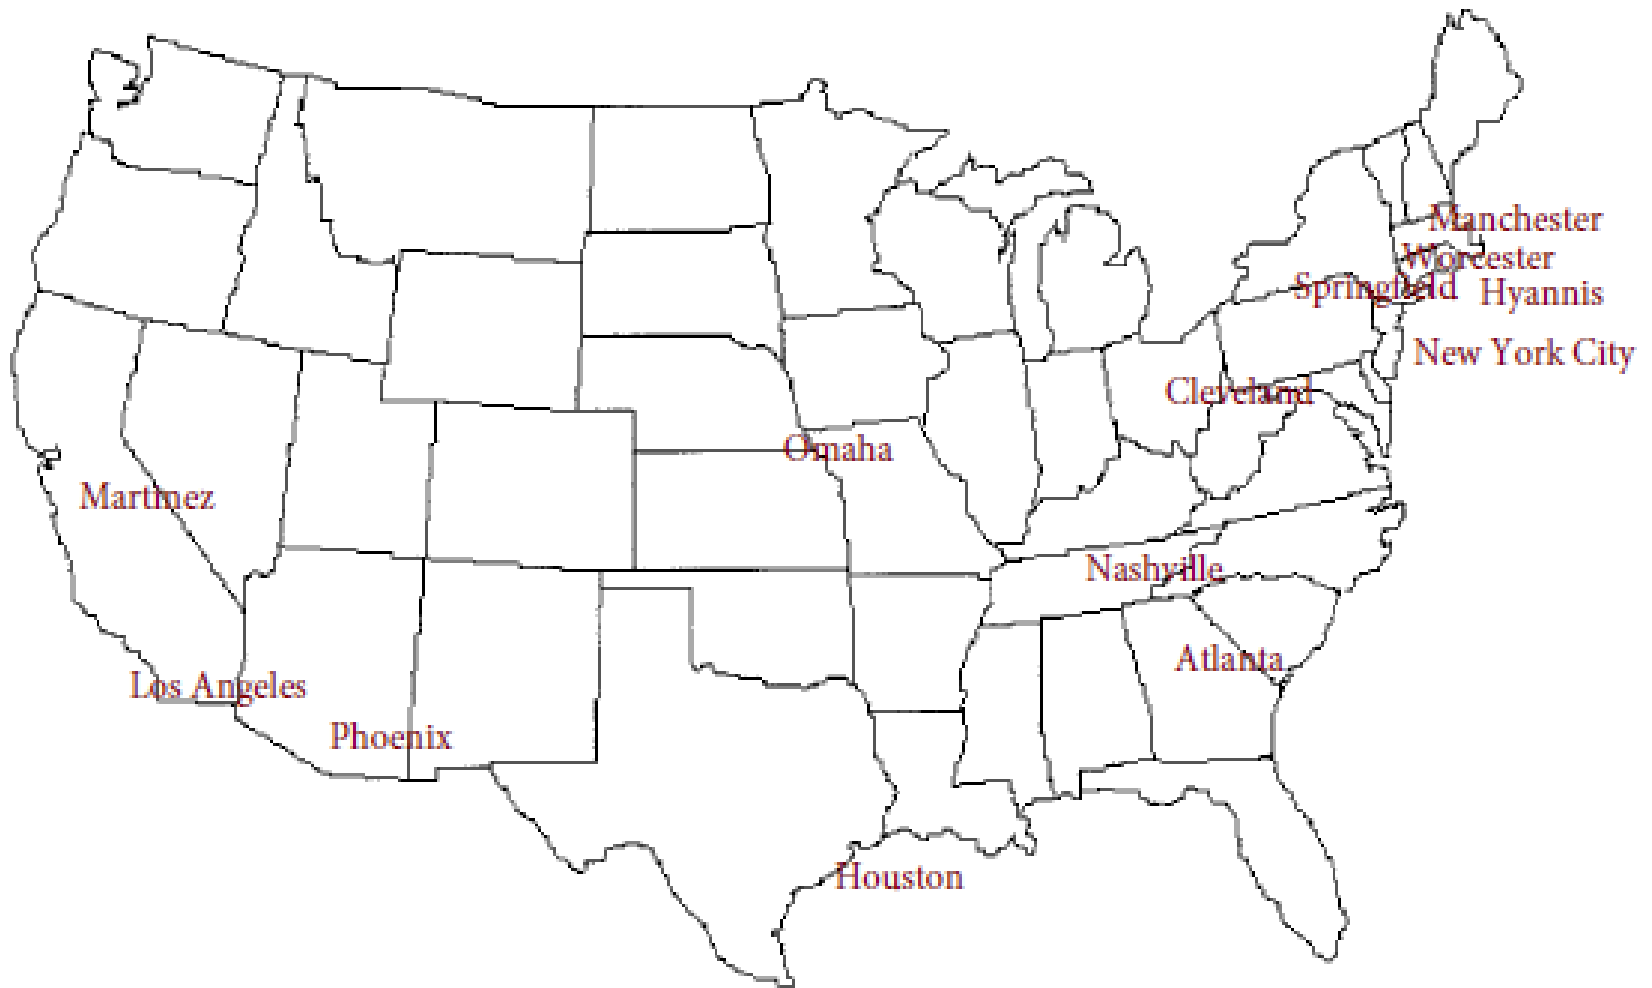 Manchester
Worcester
Springfield
Hyannis
New York City
Cleveland
Omaha
Martinez
Nashville
Atlanta
Los Angeles
Phoenix
Houston